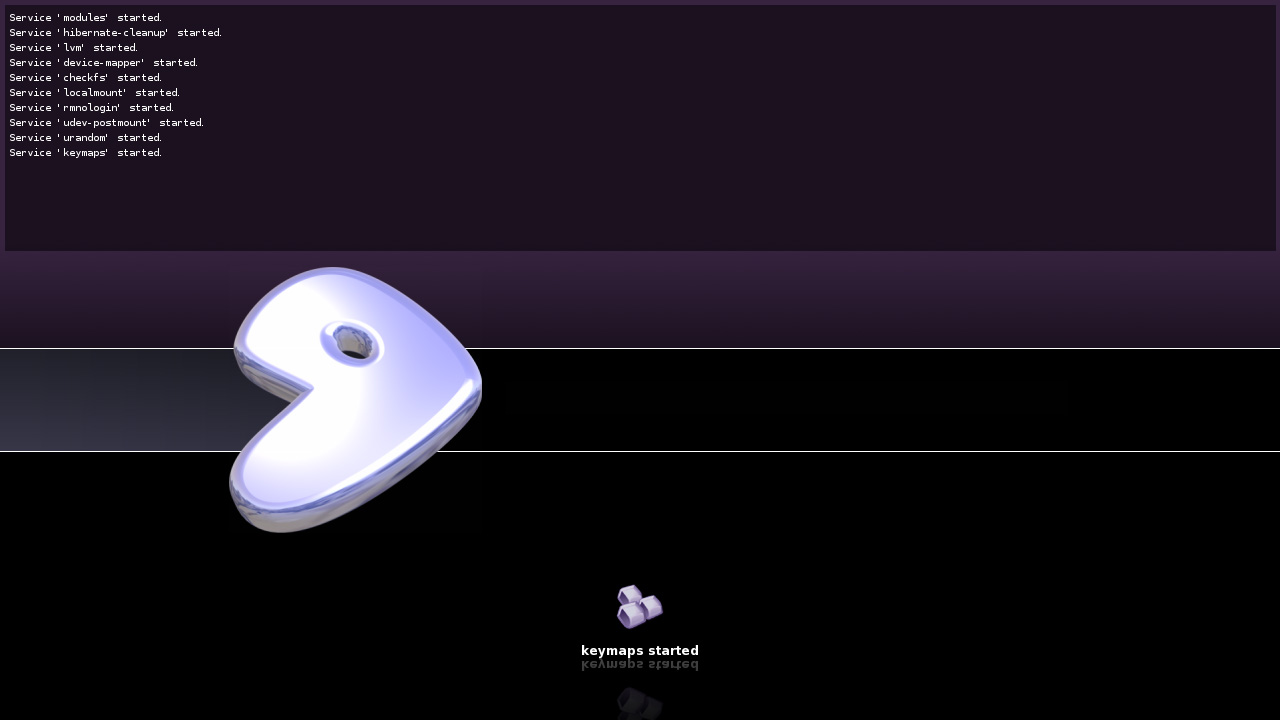 Service 'modules' started.
Service 'hibernate-cleanup' started.
Service 'lvm' started.
Service 'device-mapper' started.
Service 'checkfs' started.
Service 'localmount' started.
Service 'rmnologin' started.
Service 'udev-postmount' started.
Service 'urandom' started.
Service 'keymaps' started.
keymaps started